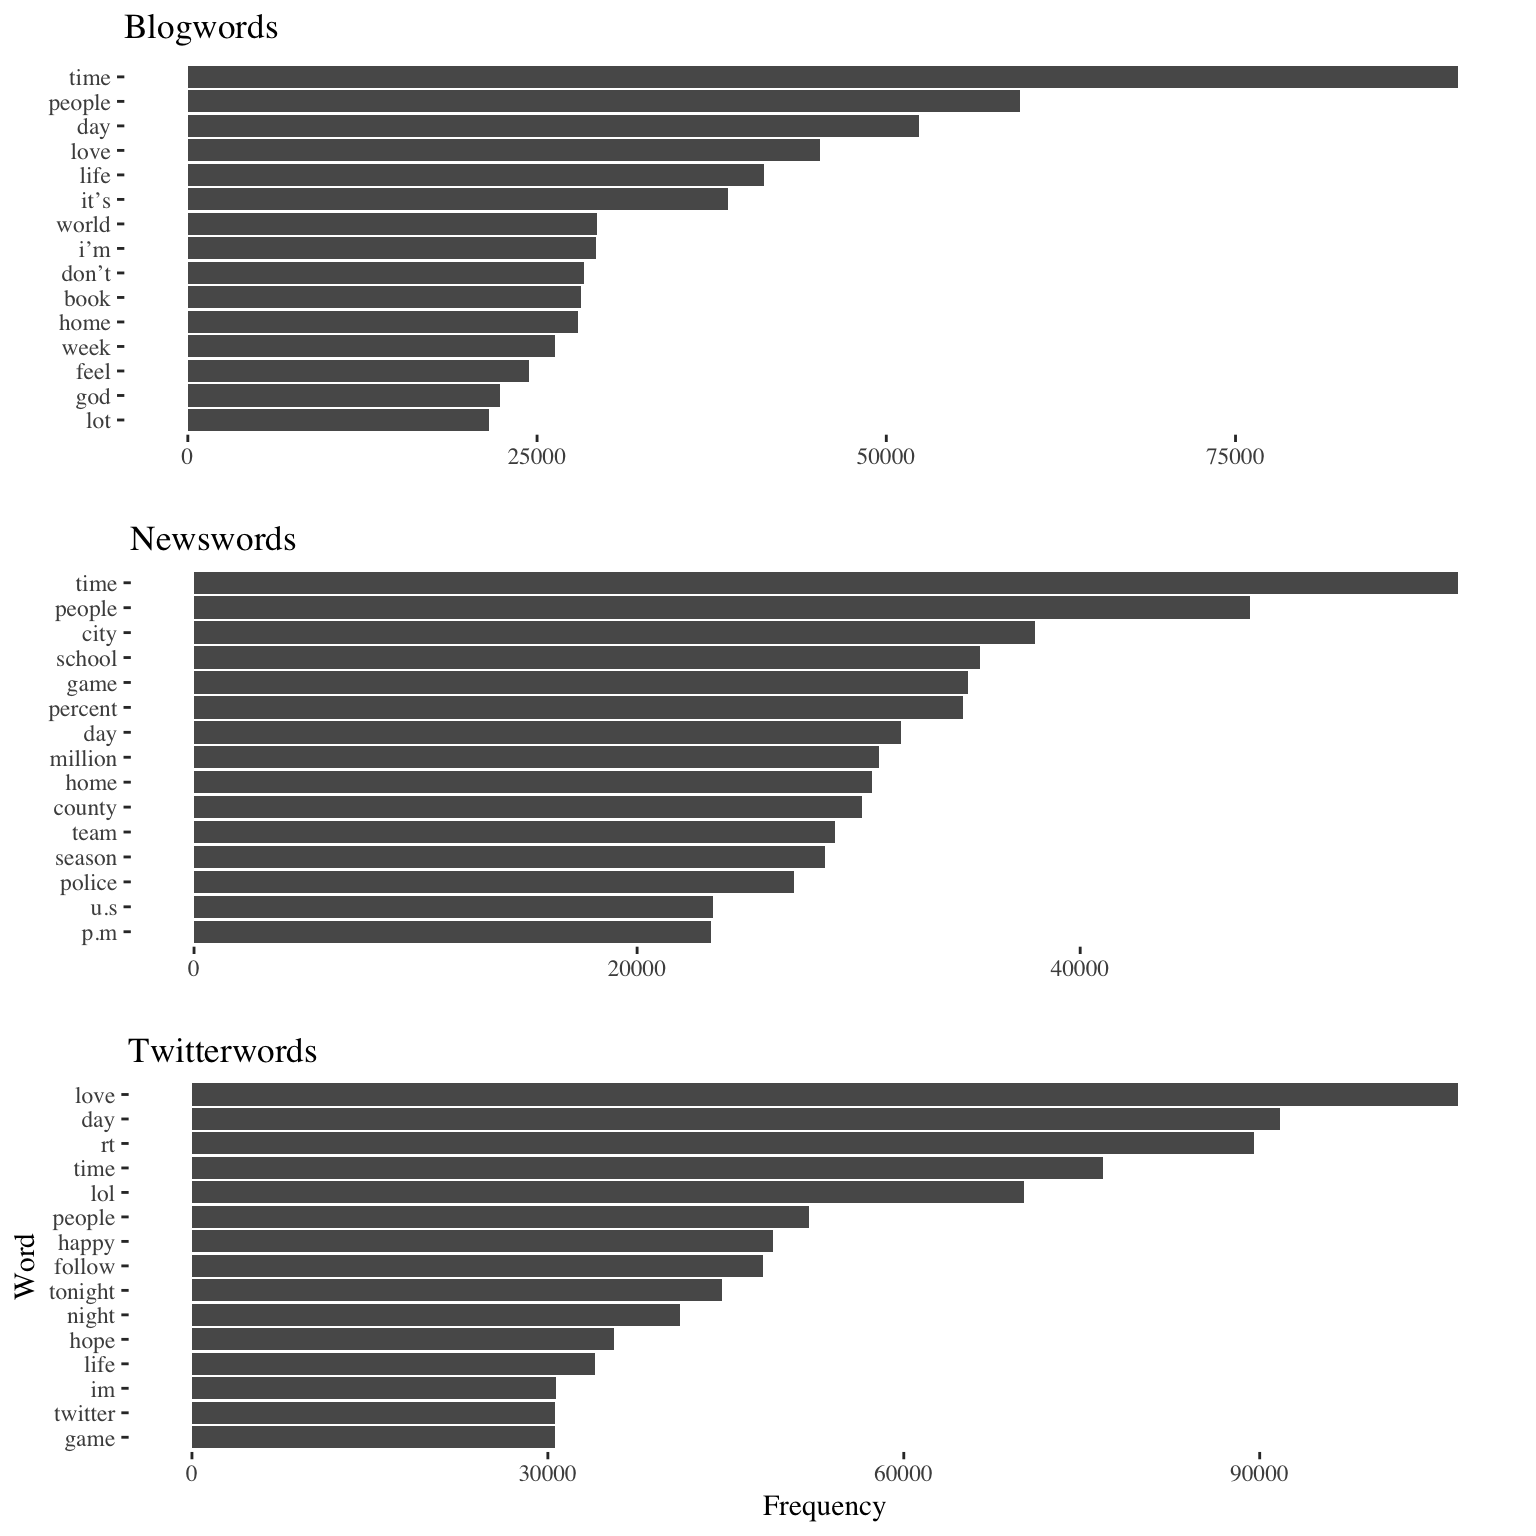 Blogwords
time
people
day
love
life
it’s
world
i’m
don’t
book
home
week
feel
god
lot
0 25000 50000 75000
Newswords
time
people
city
school
game
percent
day
million
home
county
team
season
police
u.s
p.m
0 20000 40000
Twitterwords
love
day
rt
time
lol
people
happy
follow
tonight
night
hope
life
im
twitter
game
Word
0 30000 60000 90000
Frequency